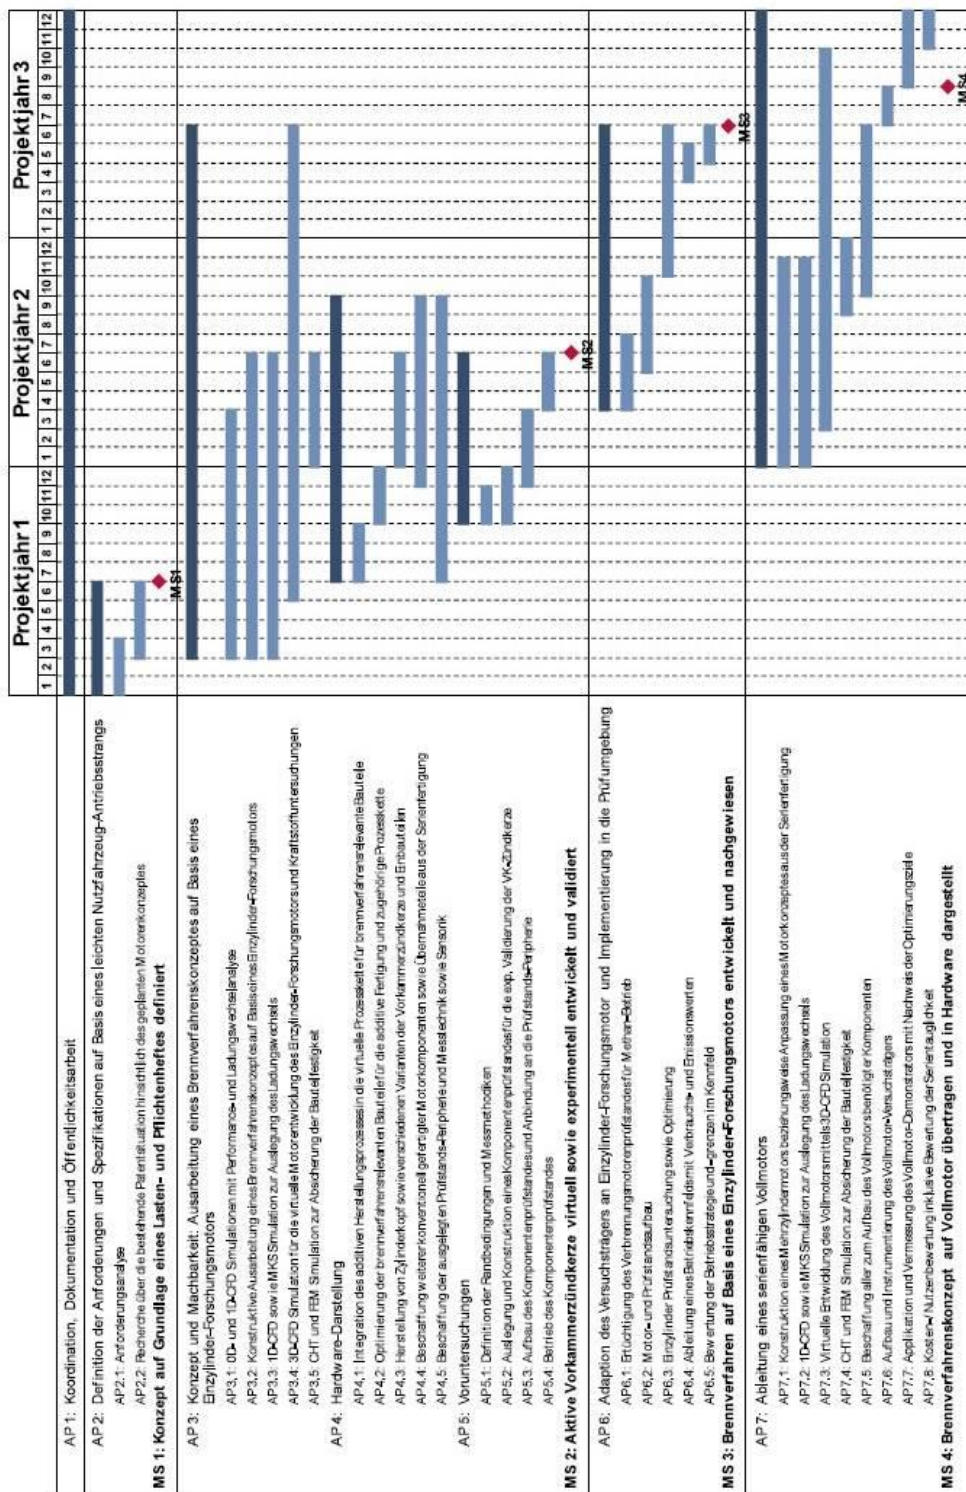 Projektjahr 1
Projektjahr 2
Projektjahr 3
1 2 3 4 5 6 7 8 9 10 11 12
1 2 3 4 5 6 7 8 9 10 11 12
1 2 3 4 5 6 7 8 9 10 11 12
AP 1: Koordination, Dokumentation und Öffentlichkeitsarbeit
AP 2: Definition der Anforderungen und Spezifikationen auf Basis eines leichten Nutzfahrzeug-Antriebsstrangs
AP2.1: Anforderungsanalyse
AP2.2: Recherche über die bestehende Patentsituation hinsichtlich des geplanten Motorenkonzeptes
MS 1: Konzept auf Grundlage eines Lasten- und Pflichtenheftes definiert
MS1
AP 3: Konzept und Machbarkeit: Ausarbeitung eines Brennverfahrenskonzeptes auf Basis eines
Einzylinder-Forschungsmotors
AP3.1: 0D- und 1D-CFD Simulationen mit Performance- und Ladungswechselanalyse
AP3.2: Konstruktive Ausarbeitung eines Brennverfahrenskonzeptes auf Basis eines Einzylinder-Forschungsmotors
AP3.3: 1D-CFD sowie MKS Simulation zur Auslegung des Ladungswechsels
AP3.4: 3D-CFD Simulation für die virtuelle Motorentwicklung des Einzylinder-Forschungsmotors und Kraftstoffuntersuchungen
AP3.5: CHT und FEM Simulation zur Absicherung der Bauteilfestigkeit
AP 4: Hardware-Darstellung
AP4.1: Integration des additiven Herstellungsprozesses in die virtuelle Prozesskette für brennverfahrensrelevante Bauteile
AP4.2: Optimierung der brennverfahrensrelevanten Bauteile für die additive Fertigung und zugehörige Prozesskette
AP4.3: Herstellung von Zylinderkopf sowie verschiedenen Varianten der Vorkammerzündkerze und Einbauteilen
AP4.4: Beschaffung weiterer konventionell gefertigter Motorkomponenten sowie Übernahmeteile aus der Serienfertigung
AP4.5: Beschaffung der ausgelegten Prüfstands-Peripherie und Messtechnik sowie Sensorik
AP 5: Voruntersuchungen
AP5.1: Definition der Randbedingungen und Messmethodiken
AP5.2: Auslegung und Konstruktion eines Komponentenprüfstandes für die exp. Validierung der VK-Zündkerze
AP5.3: Aufbau des Komponentenprüfstandes und Anbindung an die Prüfstands-Peripherie
AP5.4: Betrieb des Komponentenprüfstandes
MS 2: Aktive Vorkammerzündkerze virtuell sowie experimentell entwickelt und validiert
MS2
AP 6: Adaption des Versuchsträgers an Einzylinder-Forschungsmotor und Implementierung in die Prüfumgebung
AP6.1: Ertüchtigung des Verbrennungsmotorenprüfstandes für Methan-Betrieb
AP6.2: Motor- und Prüfstandsaufbau
AP6.3: Einzylinder Prüfstandsuntersuchung sowie Optimierung
AP6.4: Ableitung eines Betriebskennfelds mit Verbrauchs- und Emissionswerten
AP6.5: Bewertung der Betriebsstrategie und -grenzen im Kennfeld
MS 3: Brennverfahren auf Basis eines Einzylinder-Forschungsmotors entwickelt und nachgewiesen
MS3
AP 7: Ableitung eines serienfähigen Vollmotors
AP7.1: Konstruktion eines Mehrzylindermotors beziehungsweise Anpassung eines Motorkonzeptes aus der Serienfertigung
AP7.2: 1D-CFD sowie MKS Simulation zur Auslegung des Ladungswechsels
AP7.3: Virtuelle Entwicklung des Vollmotors mittels 3D-CFD Simulation
AP7.4: CHT und FEM Simulation zur Absicherung der Bauteilfestigkeit
AP7.5: Beschaffung aller zum Aufbau des Vollmotors benötigter Komponenten
AP7.6: Aufbau und Instrumentierung des Vollmotor-Versuchsträgers
AP7.7: Applikation und Vermessung des Vollmotor-Demonstrators mit Nachweis der Optimierungsziele
AP7.8: Kosten-/ Nutzenbewertung inklusive Bewertung der Serientauglichkeit
MS 4: Brennverfahrenskonzept auf Vollmotor übertragen und in Hardware dargestellt
MS4